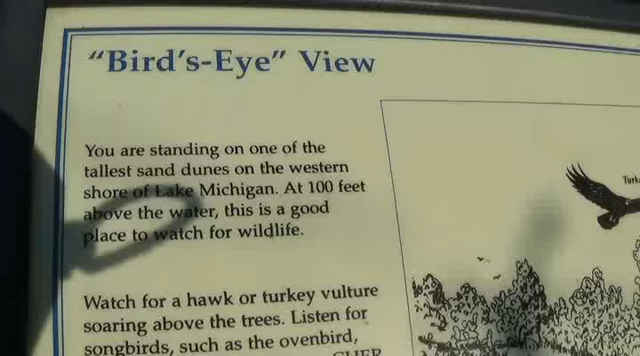 "Bird's-Eye" View
You are standing on one of the
tallest sand dunes on the western
shore of Lake Michigan. At 100 feet
above the water, this is a good
place to watch for wildlife.
Watch for a hawk or turkey vulture
soaring above the trees. Listen for
songbirds, such as the ovenbird,